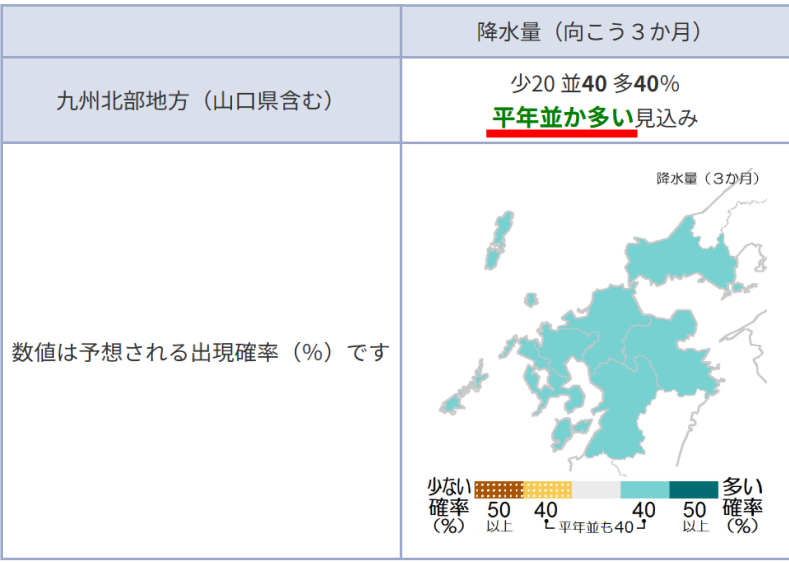 降水量（向こう３か月）
九州北部地方（山口県含む）
少20 並40 多40%
平年並か多い見込み
数値は予想される出現確率（%）です
降水量（３か月）
少ない
確率
（%）
50
以上
40
平年並も40
40
50
以上
多い
確率
（%）